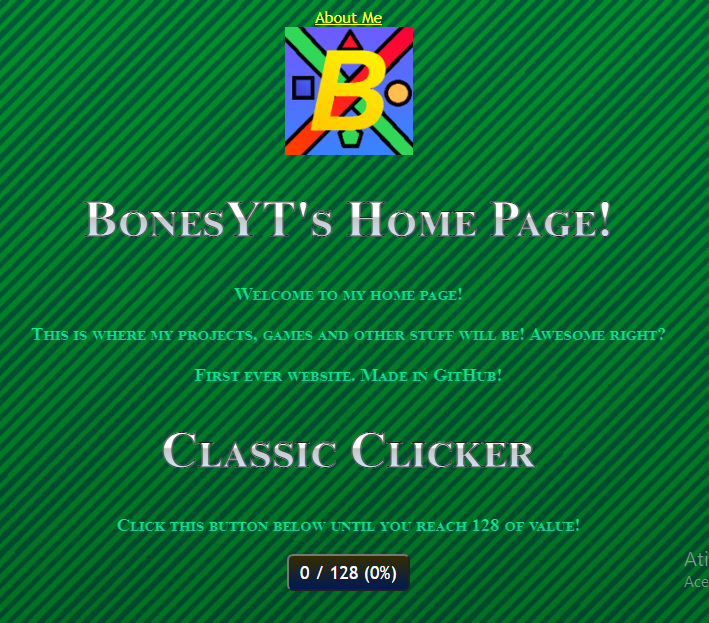 About Me
B
BonesYT's Home Page!
Welcome to my home page!
This is where my projects, games and other stuff will be! Awesome right?
First ever website. Made in GitHub!
Classic Clicker
Click this button below until you reach 128 of value!
0 / 128 (0%)
Ati
Ace